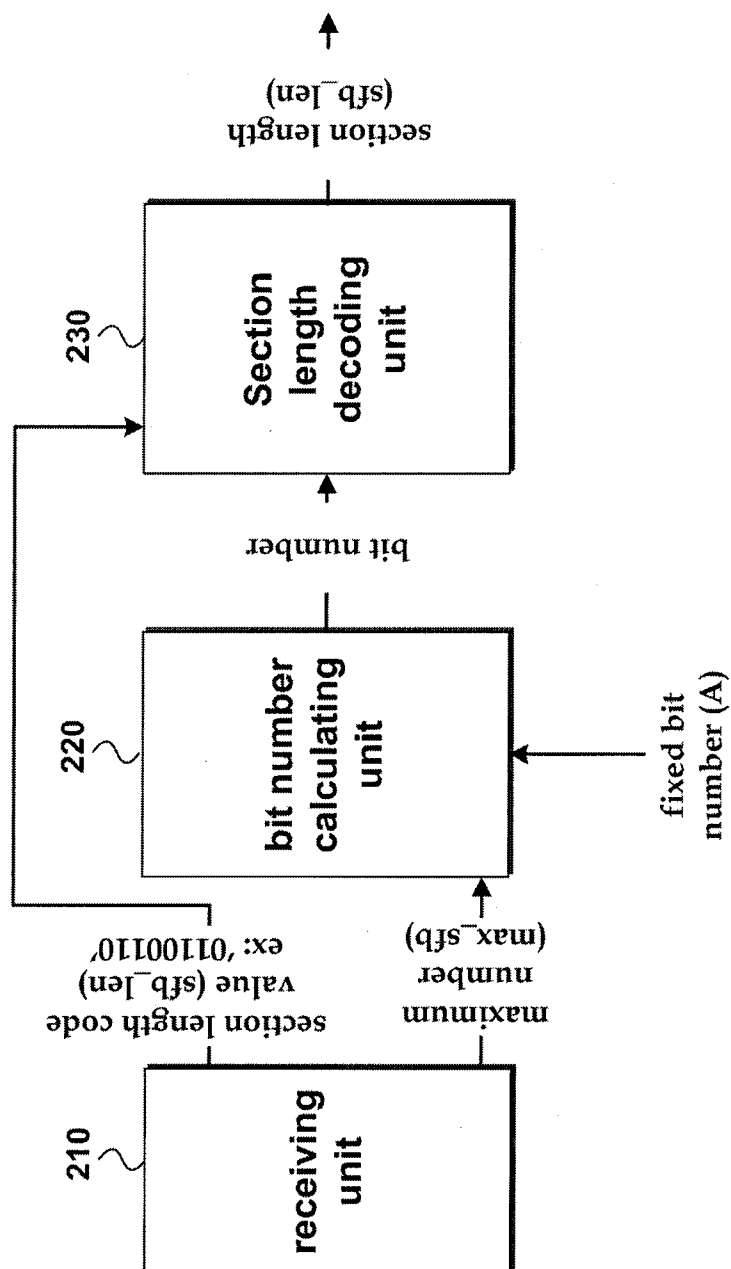 210
receiving
unit
section length code
value (sfb_len)
ex: ‘01100110’
maximum
number
(max_sfb)
220
bit number
calculating
unit
fixed bit
number (A)
bit number
230
Section
length
decoding
unit
section length
(sfb_len)